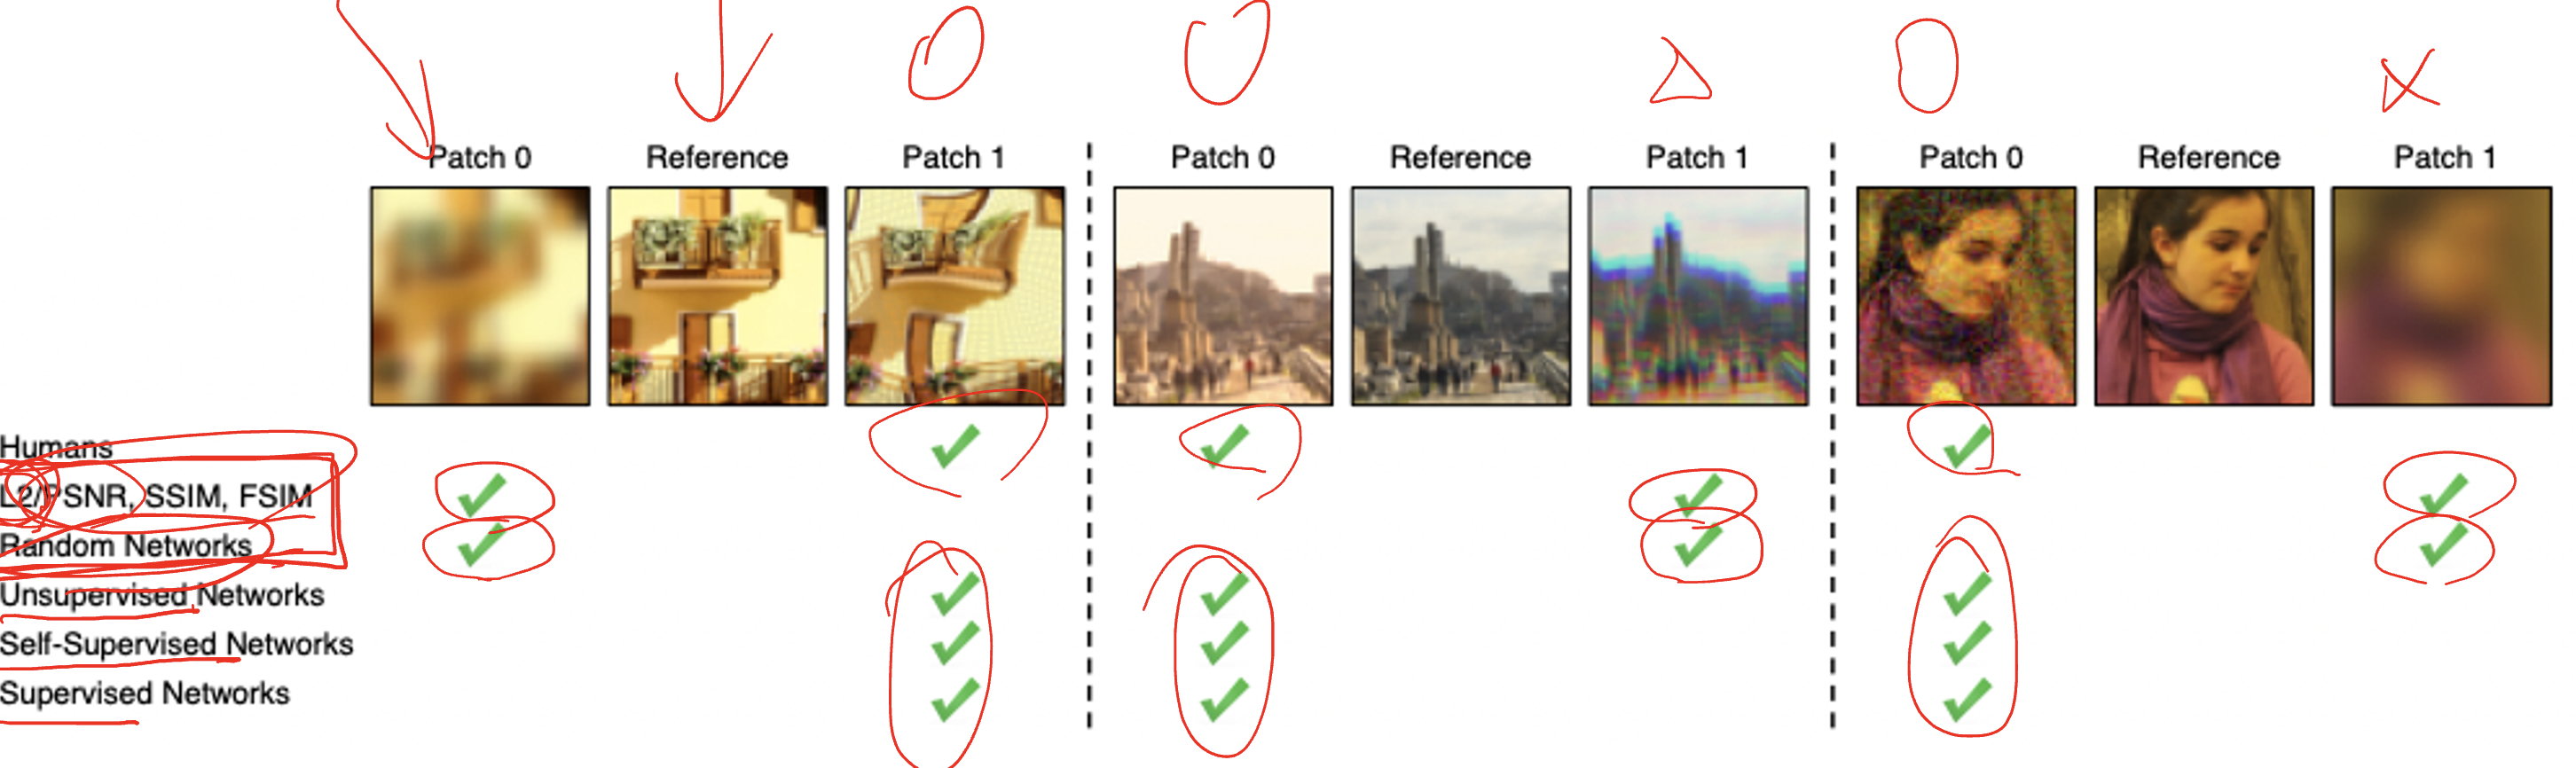 Patch 0 Reference Patch 1 Patch 0 Reference Patch 1 Patch 0 Reference Patch 1
Humans
L2/PSNR, SSIM, FSIM
Random Networks
Unsupervised Networks
Self-Supervised Networks
Supervised Networks